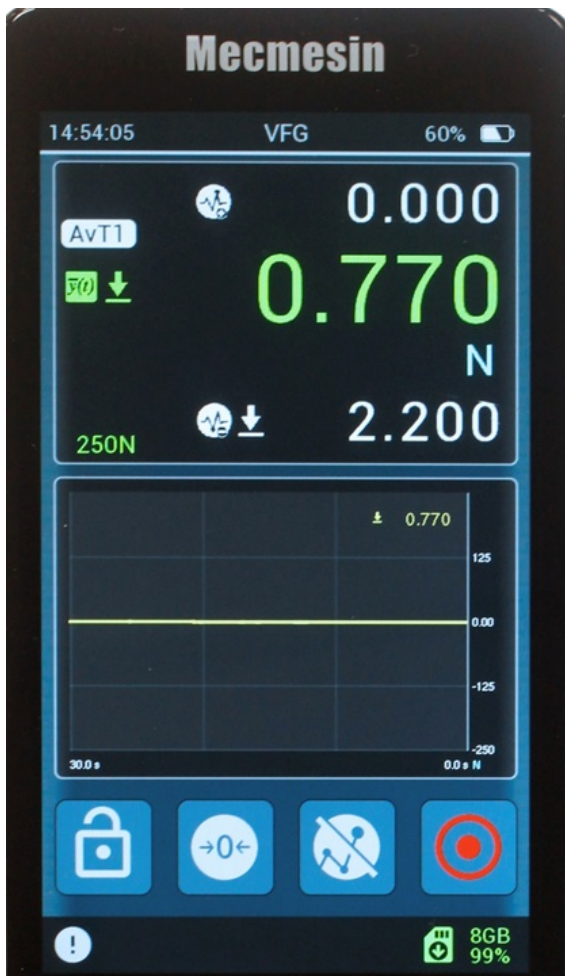 Mecmesin
14:54:05 VFG 60%
0.000
AvT1
ȳ(t) 0.770
N
2.200
250N
0.770
125
0.00
-125
-250
30.0 s 0.0 s N
→0←
!
8GB
99%